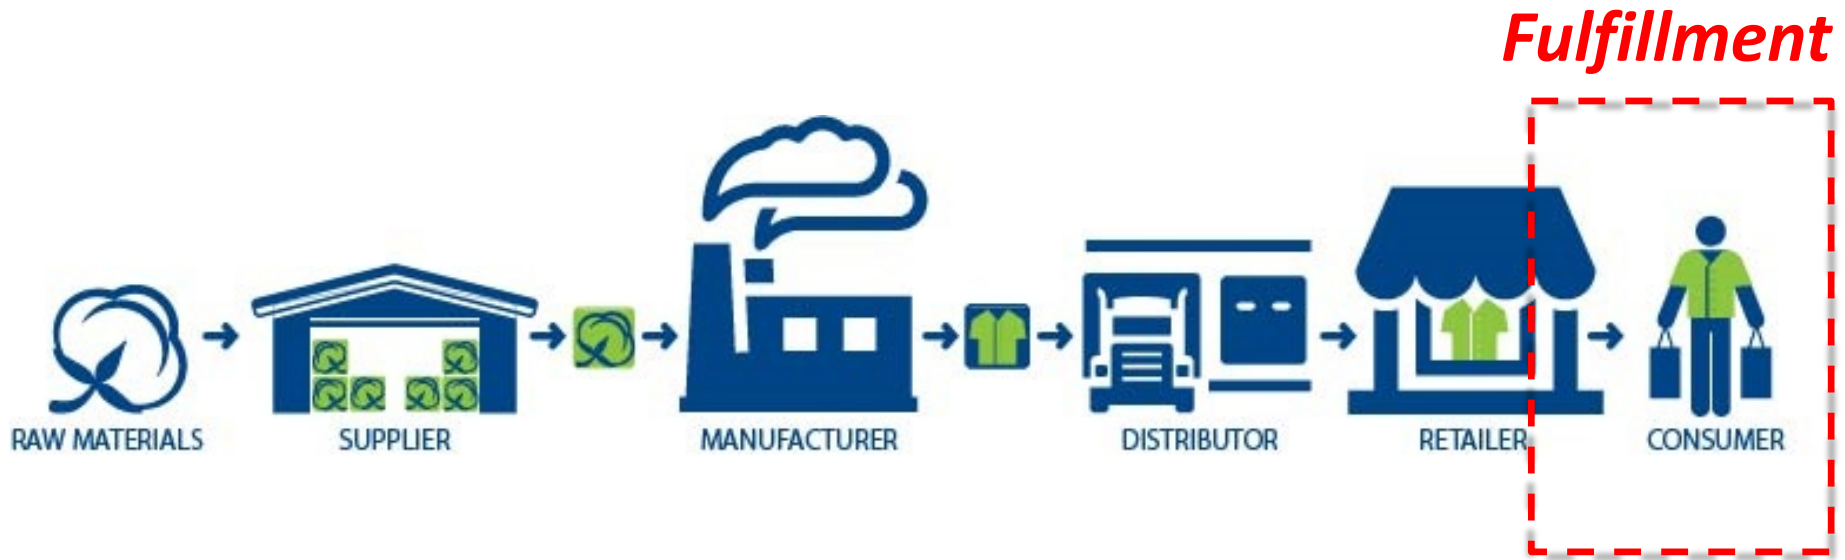 Fulfillment
RAW MATERIALS
SUPPLIER
MANUFACTURER
DISTRIBUTOR
RETAILER
CONSUMER